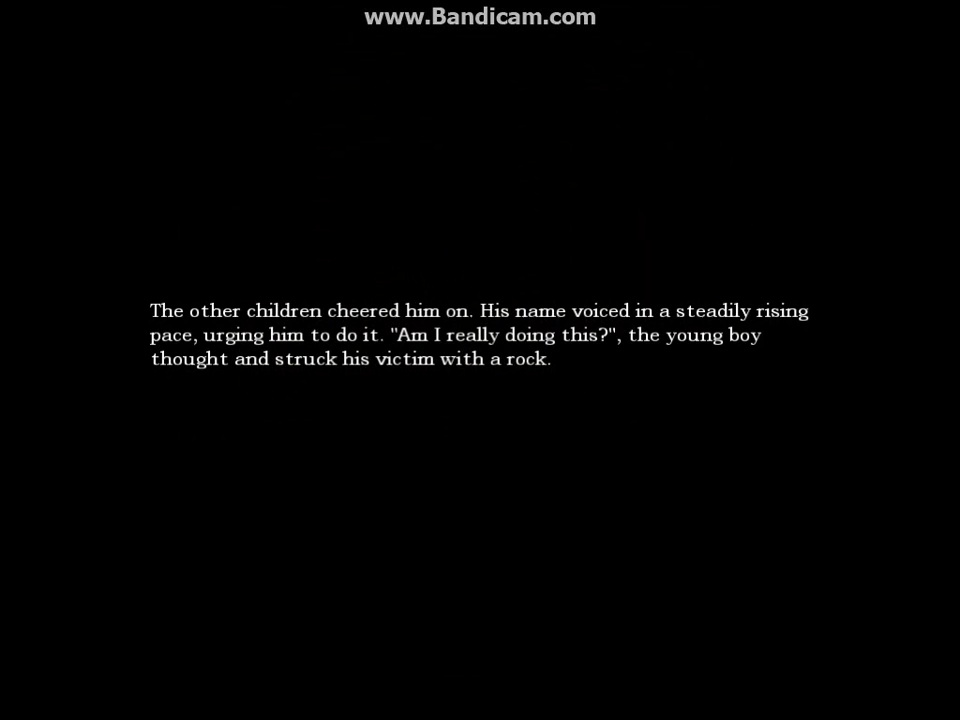 www.Bandicam.com
The other children cheered him on. His name voiced in a steadily rising
pace, urging him to do it. "Am I really doing this?", the young boy
thought and struck his victim with a rock.